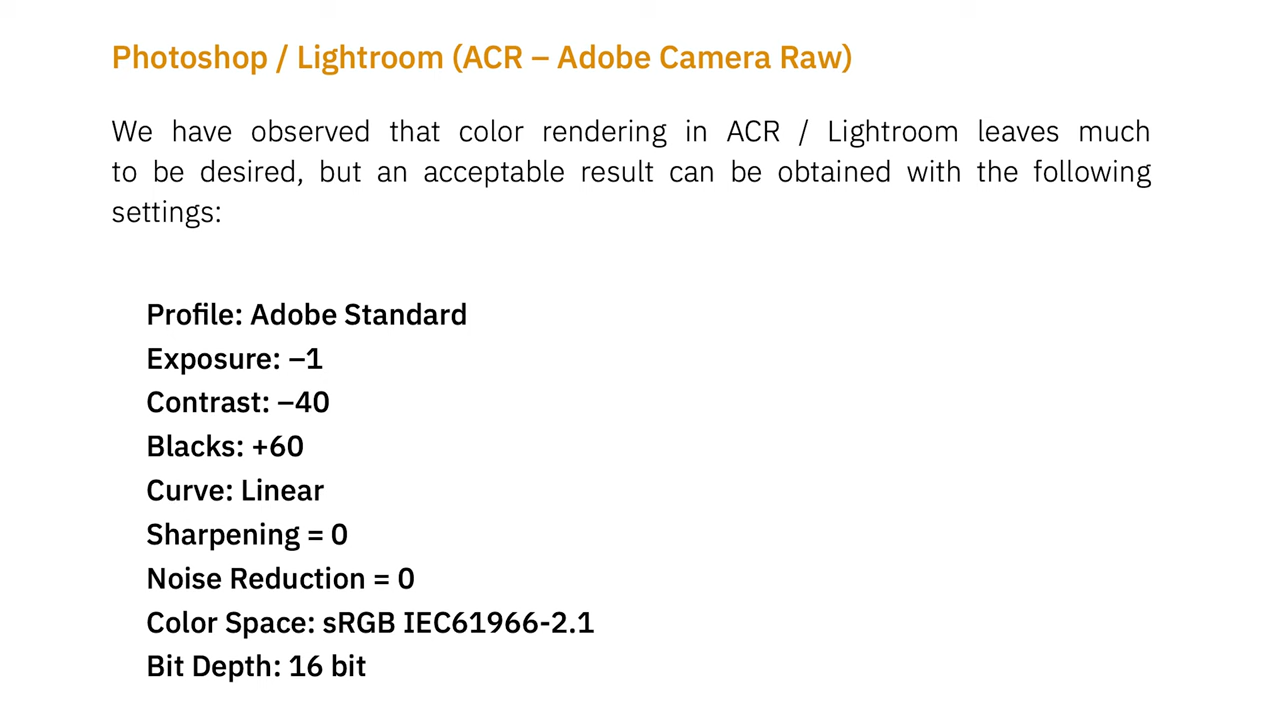 Photoshop / Lightroom (ACR – Adobe Camera Raw)
We have observed that color rendering in ACR / Lightroom leaves much
to be desired, but an acceptable result can be obtained with the following
settings:
Profile: Adobe Standard
Exposure: –1
Contrast: –40
Blacks: +60
Curve: Linear
Sharpening = 0
Noise Reduction = 0
Color Space: sRGB IEC61966-2.1
Bit Depth: 16 bit